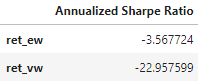 Annualized Sharpe Ratio
ret_ew -3.567724
ret_vw -22.957599